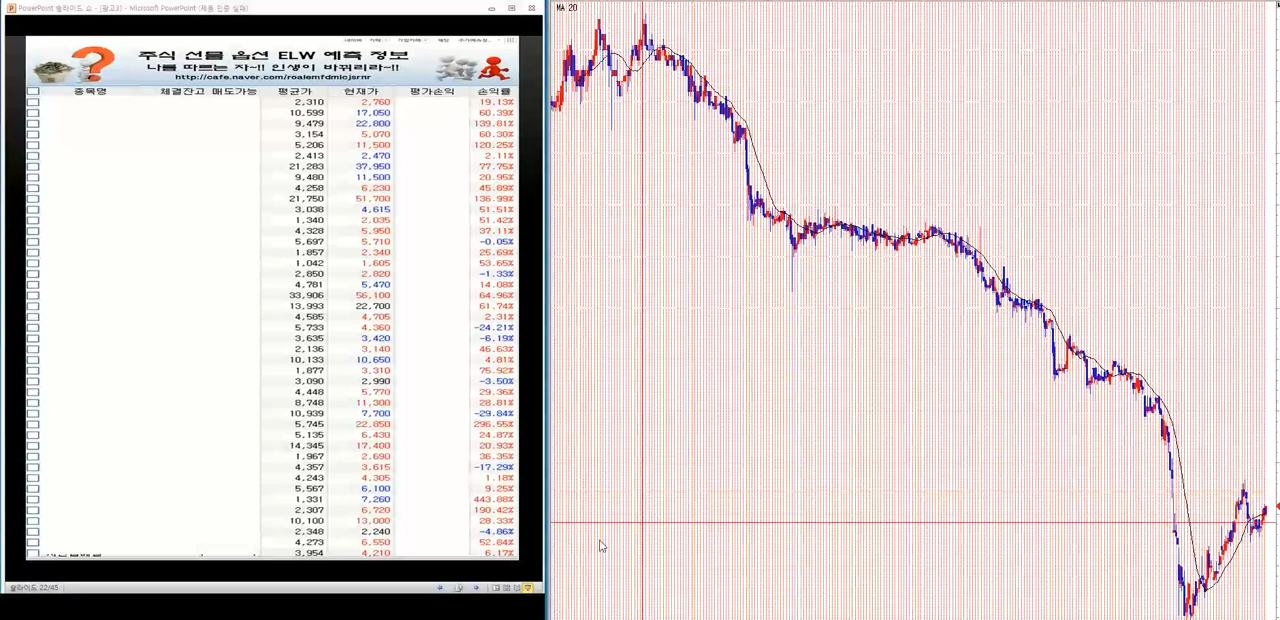 PowerPoint 슬라이드 쇼 - [광고3] - Microsoft PowerPoint (제품 인증 실패)
주식 선물 옵션 ELW 예측 정보
나를 따르는 자~!! 인생이 바뀌리라~!!
종목명 체결잔고 매도가능 평균가 현재가 평가손익 손익률
2,310 2,760 19.13%
10,599 17,050 60.39%
9,479 22,800 139.81%
3,154 5,070 60.30%
5,206 11,500 120.25%
2,413 2,470 2.11%
21,283 37,950 77.75%
9,480 11,500 20.95%
4,258 6,230 45.89%
21,750 51,700 136.99%
3,038 4,615 51.51%
1,340 2,035 51.42%
4,328 5,950 37.11%
5,697 5,710 -0.05%
1,857 2,340 25.69%
1,042 1,605 53.65%
2,850 2,820 -1.33%
4,781 5,470 14.08%
33,906 56,100 64.96%
13,993 22,700 61.74%
4,585 4,705 2.31%
5,733 4,360 -24.21%
3,635 3,420 -6.19%
2,136 3,140 46.63%
10,133 10,650 4.81%
1,877 3,310 75.92%
3,090 2,990 -3.50%
4,448 5,770 29.36%
8,748 11,300 28.81%
10,939 7,700 -29.84%
5,745 22,850 296.55%
5,135 6,430 24.87%
14,345 17,400 20.93%
1,967 2,690 36.35%
4,357 3,615 -17.29%
4,243 4,305 1.18%
5,567 6,100 9.25%
1,331 7,260 443.88%
2,307 6,720 190.42%
10,100 13,000 28.33%
2,348 2,240 -4.86%
4,273 6,550 52.84%
3,954 4,210 6.17%
슬라이드 22/45
MA 20